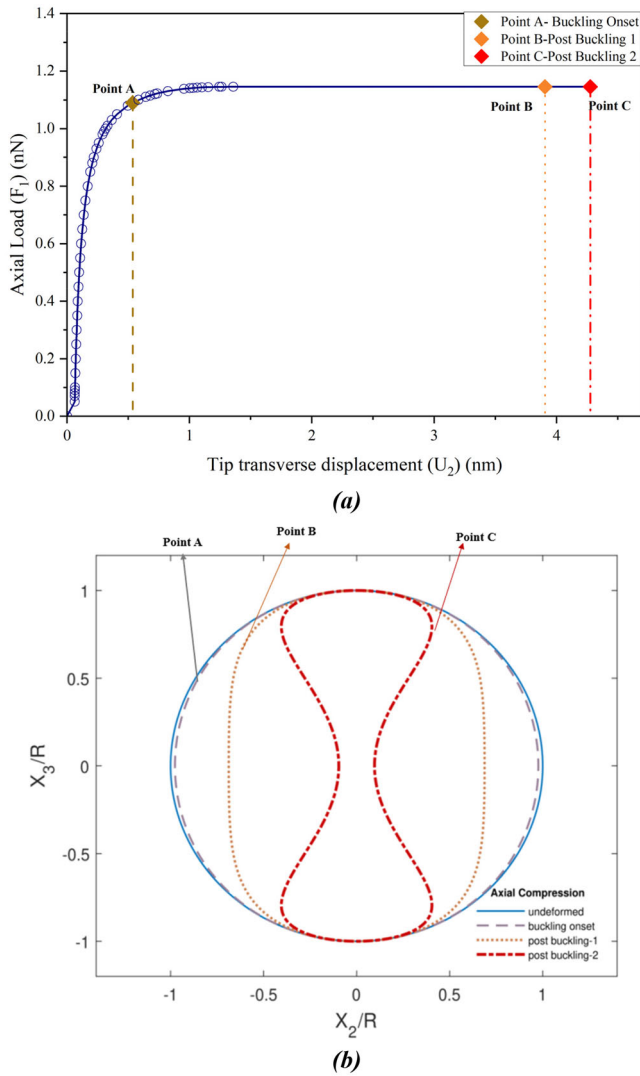 Point A- Buckling Onset
Point B-Post Buckling 1
Point C-Post Buckling 2
1.4
1.2
1.0
0.8
0.6
0.4
0.2
0.0
Axial Load (F1) (nN)
Point A
Point B
Point C
0
1
2
3
4
Tip transverse displacement (U2) (nm)
(a)
Point A
Point B
Point C
1
0.5
0
-0.5
-1
X3/R
Axial Compression
undeformed
buckling onset
post buckling-1
post buckling-2
-1
-0.5
0
0.5
1
X2/R
(b)